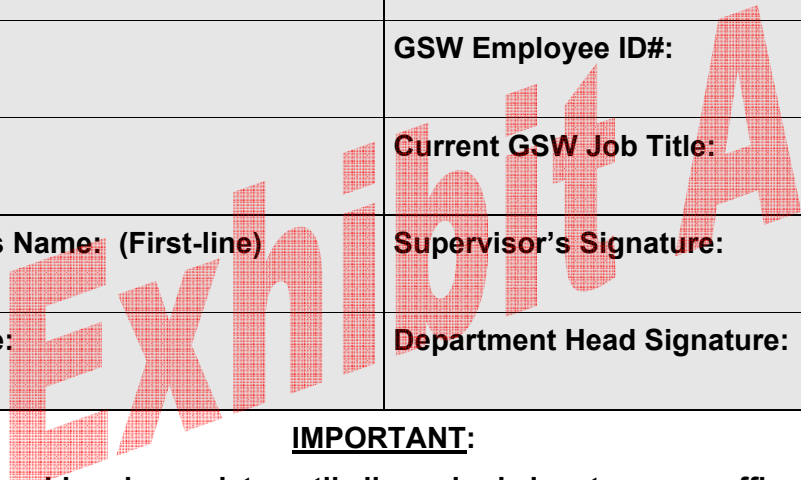 GSW Employee ID#:
Current GSW Job Title:
Name: (First-line)
Supervisor’s Signature:
Department Head Signature:
IMPORTANT:
Exhibit A